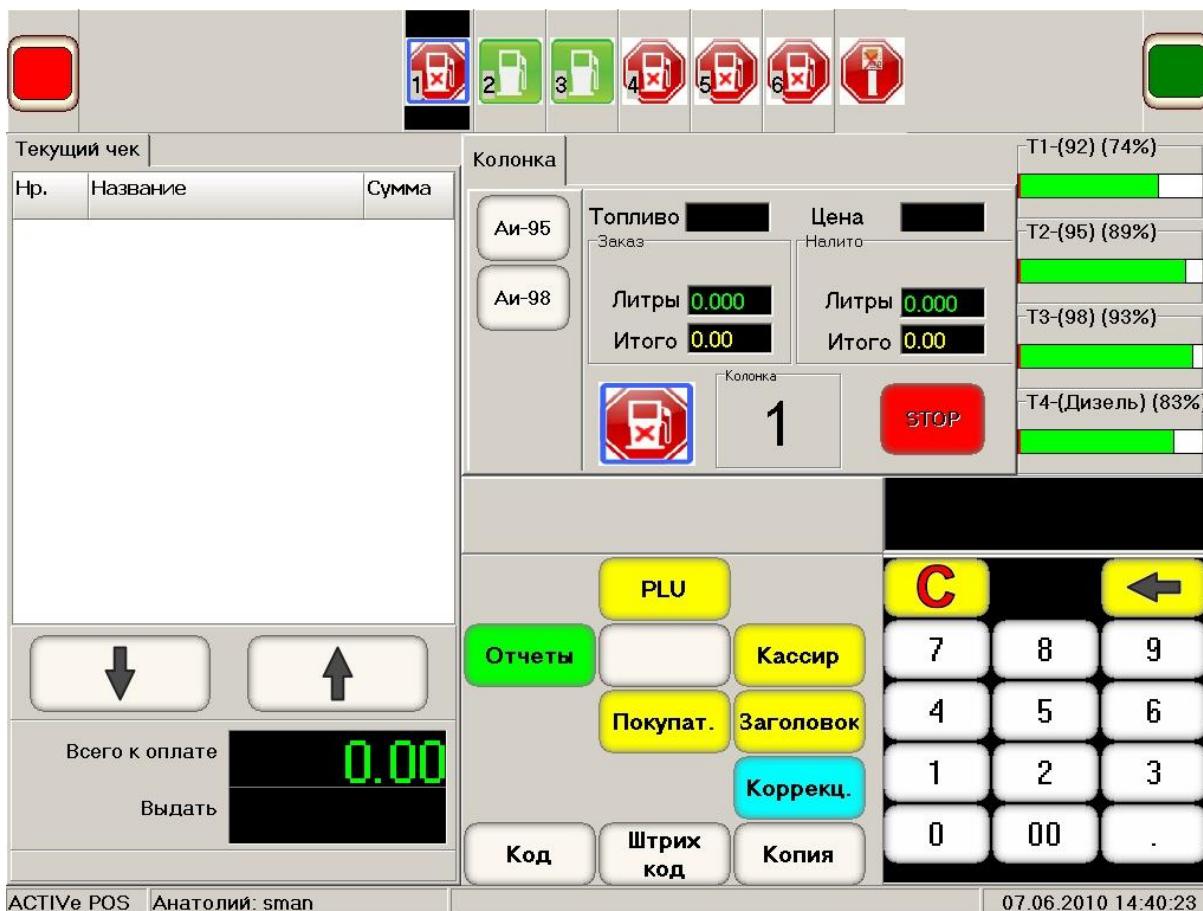 1 2 3 4 5 6
Текущий чек
Нр. Название Сумма
Колонка
Аи-95
Аи-98
Топливо Цена
Заказ Налито
Литры 0.000 Литры 0.000
Итого 0.00 Итого 0.00
Колонка
1
STOP
T1-(92) (74%)
T2-(95) (89%)
T3-(98) (93%)
T4-(Дизель) (83%)
PLU
Отчеты Кассир
Покупат. Заголовок
Коррекц.
Код Штрих код Копия
C
7 8 9
4 5 6
1 2 3
0 00 .
Всего к оплате 0.00
Выдать
ACTIVe POS Анатолий: sman 07.06.2010 14:40:23